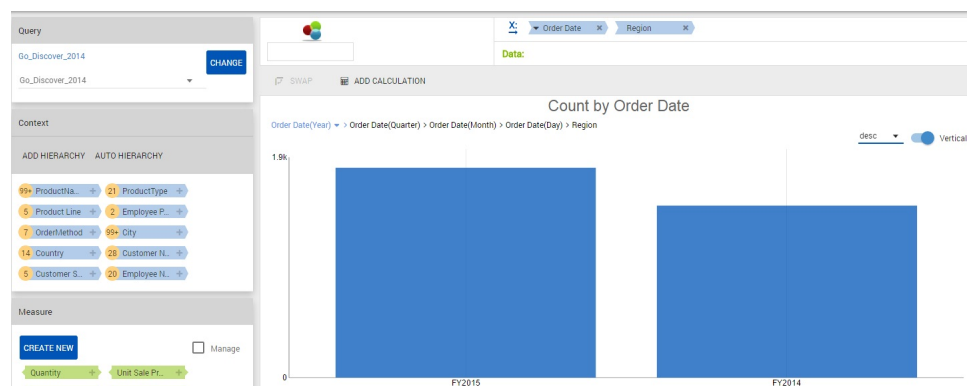 Query
Go_Discover_2014
CHANGE
Go_Discover_2014
Context
ADD HIERARCHY AUTO HIERARCHY
99+ ProductNa... + 21 ProductType +
5 Product Line + 2 Employee P... +
7 OrderMethod + 99+ City +
14 Country + 28 Customer N... +
5 Customer S... + 20 Employee N... +
Measure
CREATE NEW Manage
Quantity + Unit Sale Pr... +
X: Order Date × Region ×
Data:
SWAP ADD CALCULATION
Count by Order Date
Order Date(Year) > Order Date(Quarter) > Order Date(Month) > Order Date(Day) > Region
desc Vertical
1.9k
0
FY2015 FY2014